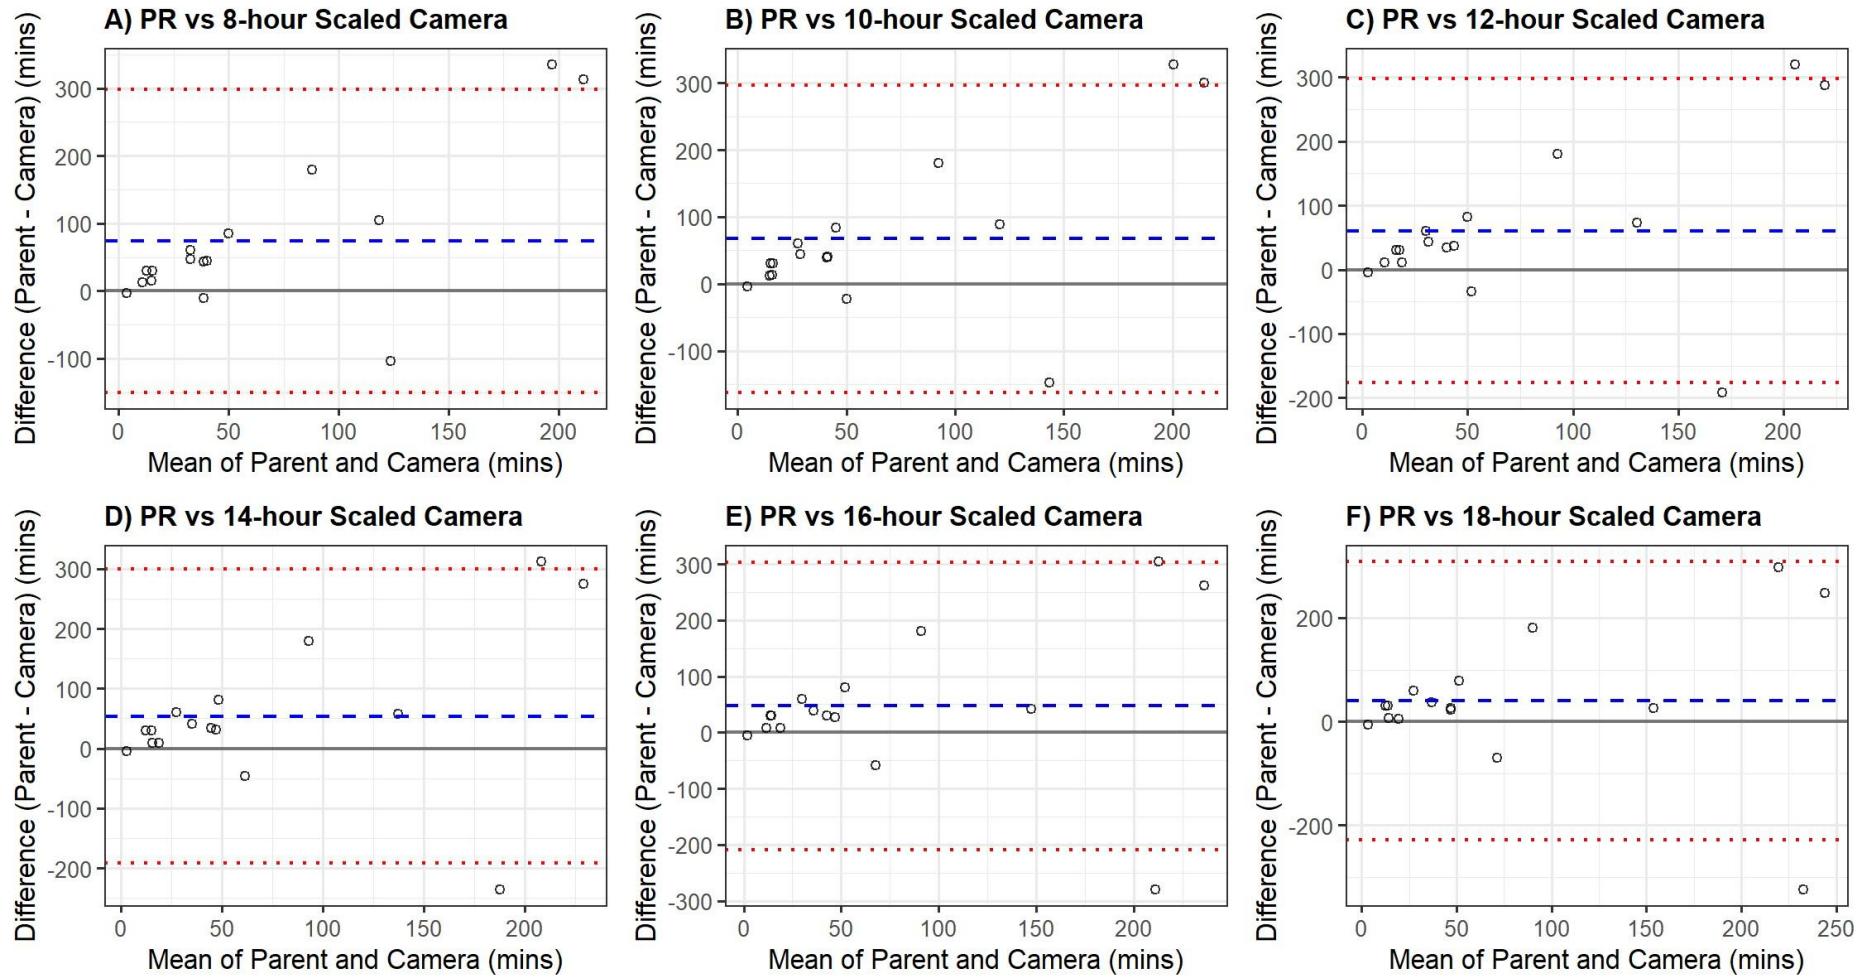 A) PR vs 8-hour Scaled Camera
Difference (Parent - Camera) (mins)
300
200
100
0
-100
0 50 100 150 200
Mean of Parent and Camera (mins)
B) PR vs 10-hour Scaled Camera
Difference (Parent - Camera) (mins)
300
200
100
0
-100
0 50 100 150 200
Mean of Parent and Camera (mins)
C) PR vs 12-hour Scaled Camera
Difference (Parent - Camera) (mins)
300
200
100
0
-100
-200
0 50 100 150 200
Mean of Parent and Camera (mins)
D) PR vs 14-hour Scaled Camera
Difference (Parent - Camera) (mins)
300
200
100
0
-100
-200
0 50 100 150 200
Mean of Parent and Camera (mins)
E) PR vs 16-hour Scaled Camera
Difference (Parent - Camera) (mins)
300
200
100
0
-100
-200
-300
0 50 100 150 200
Mean of Parent and Camera (mins)
F) PR vs 18-hour Scaled Camera
Difference (Parent - Camera) (mins)
200
0
-200
0 50 100 150 200 250
Mean of Parent and Camera (mins)